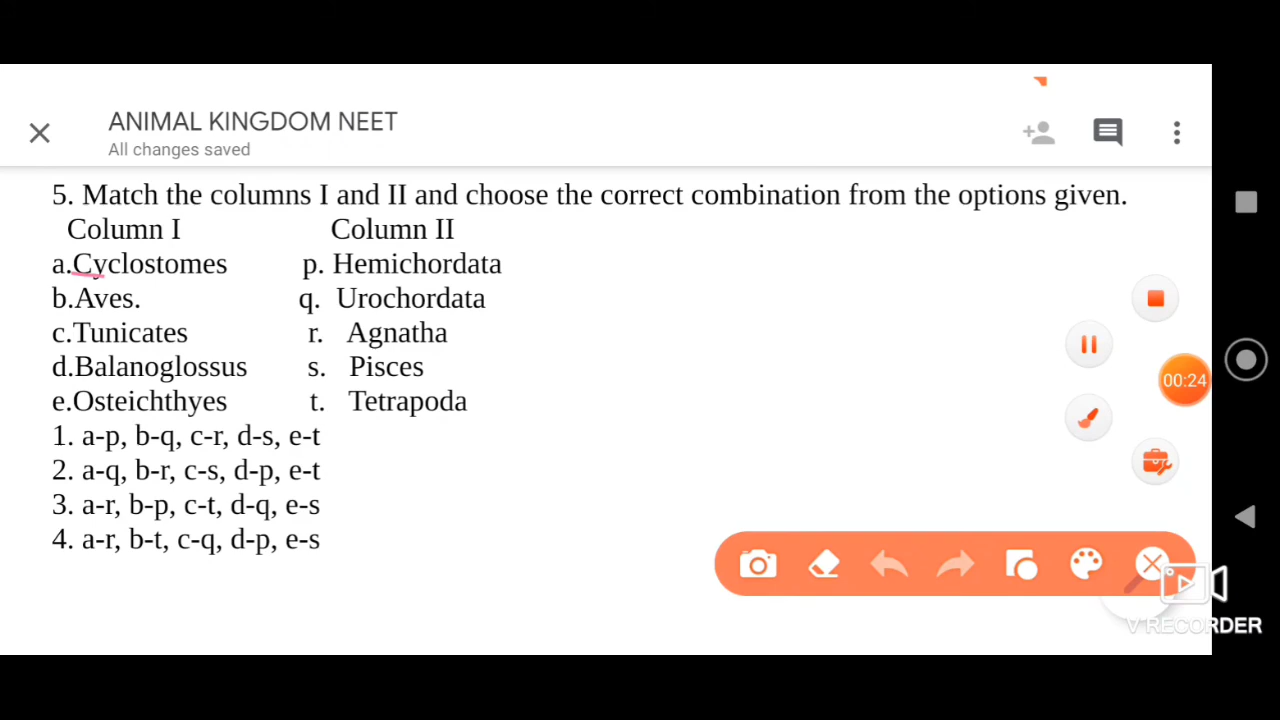 ANIMAL KINGDOM NEET
All changes saved
5. Match the columns I and II and choose the correct combination from the options given.
Column I Column II
a.Cyclostomes p. Hemichordata
b.Aves. q. Urochordata
c.Tunicates r. Agnatha
d.Balanoglossus s. Pisces
e.Osteichthyes t. Tetrapoda
1. a-p, b-q, c-r, d-s, e-t
2. a-q, b-r, c-s, d-p, e-t
3. a-r, b-p, c-t, d-q, e-s
4. a-r, b-t, c-q, d-p, e-s
00:24
V RECORDER